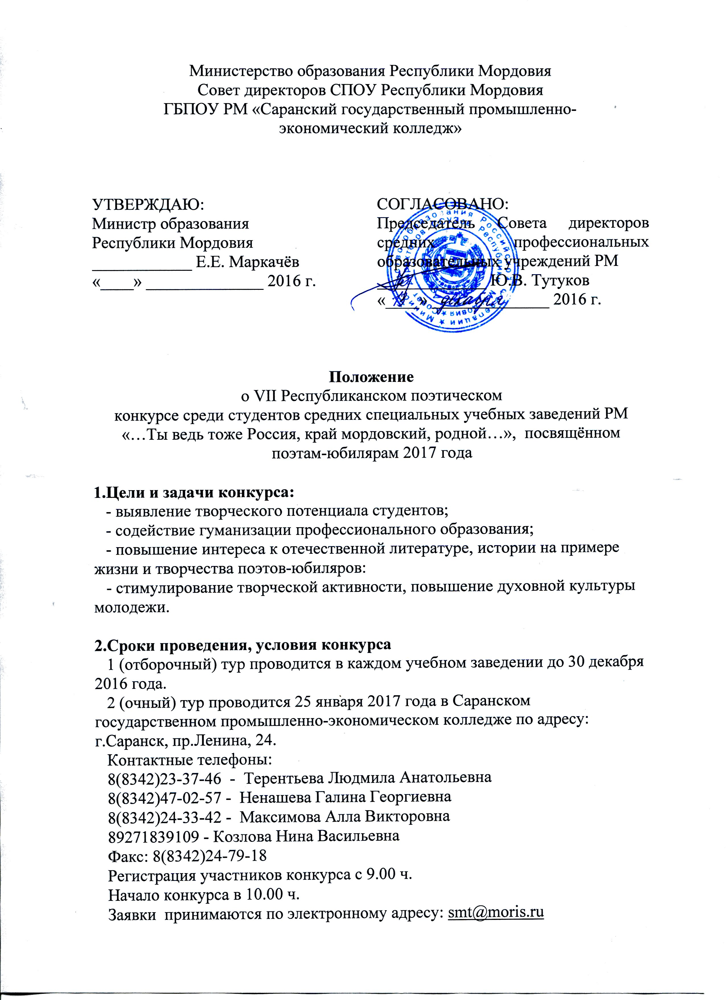 Министерство образования Республики Мордовия
Совет директоров СПОУ Республики Мордовия
ГБПОУ РМ «Саранский государственный промышленно-
экономический колледж»
УТВЕРЖДАЮ:
Министр образования
Республики Мордовия
____________ Е.Е. Маркачёв
«____» ______________ 2016 г.
СОГЛАСОВАНО:
Председатель Совета директоров
средних профессиональных
образовательных учреждений РМ
_____________ Ю.В. Тутуков
«____» декабря 2016 г.
Положение
о VII Республиканском поэтическом
конкурсе среди студентов средних специальных учебных заведений РМ
«…Ты ведь тоже Россия, край мордовский, родной…», посвящённом
поэтам-юбилярам 2017 года
1.Цели и задачи конкурса:
- выявление творческого потенциала студентов;
- содействие гуманизации профессионального образования;
- повышение интереса к отечественной литературе, истории на примере
жизни и творчества поэтов-юбиляров:
- стимулирование творческой активности, повышение духовной культуры
молодежи.
2.Сроки проведения, условия конкурса
1 (отборочный) тур проводится в каждом учебном заведении до 30 декабря
2016 года.
2 (очный) тур проводится 25 января 2017 года в Саранском
государственном промышленно-экономическом колледже по адресу:
г.Саранск, пр.Ленина, 24.
Контактные телефоны:
8(8342)23-37-46 - Терентьева Людмила Анатольевна
8(8342)47-02-57 - Ненашева Галина Георгиевна
8(8342)24-33-42 - Максимова Алла Викторовна
89271839109 - Козлова Нина Васильевна
Факс: 8(8342)24-79-18
Регистрация участников конкурса с 9.00 ч.
Начало конкурса в 10.00 ч.
Заявки принимаются по электронному адресу: smt@moris.ru